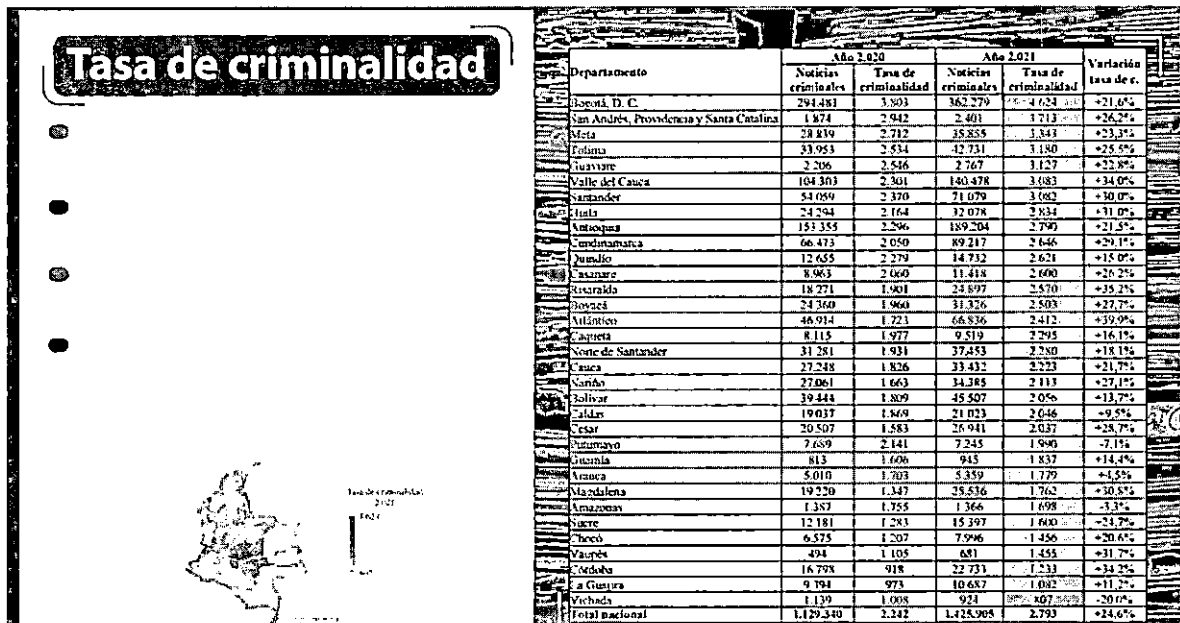 Tasa de criminalidad
Tasa de criminalidad
2.021
Departamento Año 2.020 Año 2.021 Variación tasa de c.
Noticias criminales Tasa de criminalidad Noticias criminales Tasa de criminalidad
Bogotá, D. C. 294.481 3.803 362.279 4.624 +21,6%
San Andrés, Providencia y Santa Catalina 1.874 2.942 2.401 3.713 +26,2%
Meta 28.839 2.712 35.855 3.343 +23,3%
Tolima 33.953 2.534 42.731 3.180 +25,5%
Guaviare 2.206 2.546 2.767 3.127 +22,8%
Valle del Cauca 104.303 2.301 140.478 3.083 +34,0%
Santander 54.059 2.370 71.079 3.082 +30,0%
Huila 24.294 2.164 32.078 2.834 +31,0%
Antioquia 153.355 2.296 189.204 2.790 +21,5%
Cundinamarca 66.473 2.050 89.217 2.646 +29,1%
Quindío 12.655 2.279 14.732 2.621 +15,0%
Casanare 8.963 2.060 11.418 2.600 +26,2%
Risaralda 18.271 1.901 24.897 2.570 +35,2%
Boyacá 24.360 1.960 31.326 2.503 +27,7%
Atlántico 46.914 1.723 66.836 2.412 +39,9%
Caquetá 8.115 1.977 9.519 2.295 +16,1%
Norte de Santander 31.281 1.931 37.453 2.280 +18,1%
Cauca 27.248 1.826 33.432 2.223 +21,7%
Nariño 27.061 1.663 34.385 2.113 +27,1%
Bolívar 39.444 1.809 45.507 2.056 +13,7%
Caldas 19.037 1.869 21.023 2.046 +9,5%
Cesar 20.507 1.583 26.941 2.037 +28,7%
Putumayo 7.689 2.141 7.245 1.990 -7,1%
Guainía 813 1.606 945 1.837 +14,4%
Arauca 5.010 1.703 5.359 1.779 +4,5%
Magdalena 19.220 1.347 25.536 1.762 +30,8%
Amazonas 1.387 1.755 1.366 1.698 -3,3%
Sucre 12.181 1.283 15.397 1.600 +24,7%
Chocó 6.575 1.207 7.996 1.456 +20,6%
Vaupés 494 1.105 681 1.455 +31,7%
Córdoba 16.798 918 22.733 1.233 +34,2%
La Guajira 9.394 973 10.687 1.082 +11,2%
Vichada 1.139 1.008 924 807 -20,0%
Total nacional 1.129.340 2.242 1.425.905 2.793 +24,6%